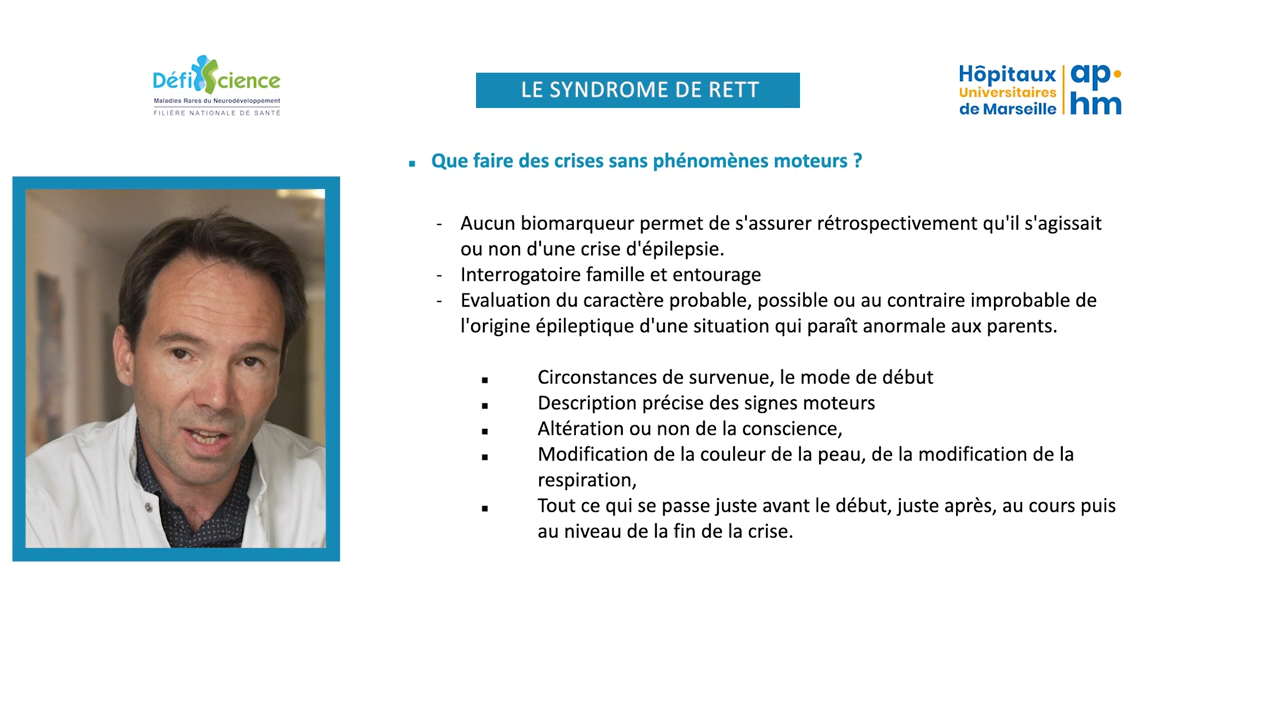 Défi Science
Maladies Rares du Neurodéveloppement
FILIÈRE NATIONALE DE SANTÉ
LE SYNDROME DE RETT
Hôpitaux
Universitaires
de Marseille
ap·
hm
▪ Que faire des crises sans phénomènes moteurs ?
- Aucun biomarqueur permet de s'assurer rétrospectivement qu'il s'agissait
ou non d'une crise d'épilepsie.
- Interrogatoire famille et entourage
- Evaluation du caractère probable, possible ou au contraire improbable de
l'origine épileptique d'une situation qui paraît anormale aux parents.
▪ Circonstances de survenue, le mode de début
▪ Description précise des signes moteurs
▪ Altération ou non de la conscience,
▪ Modification de la couleur de la peau, de la modification de la
respiration,
▪ Tout ce qui se passe juste avant le début, juste après, au cours puis
au niveau de la fin de la crise.